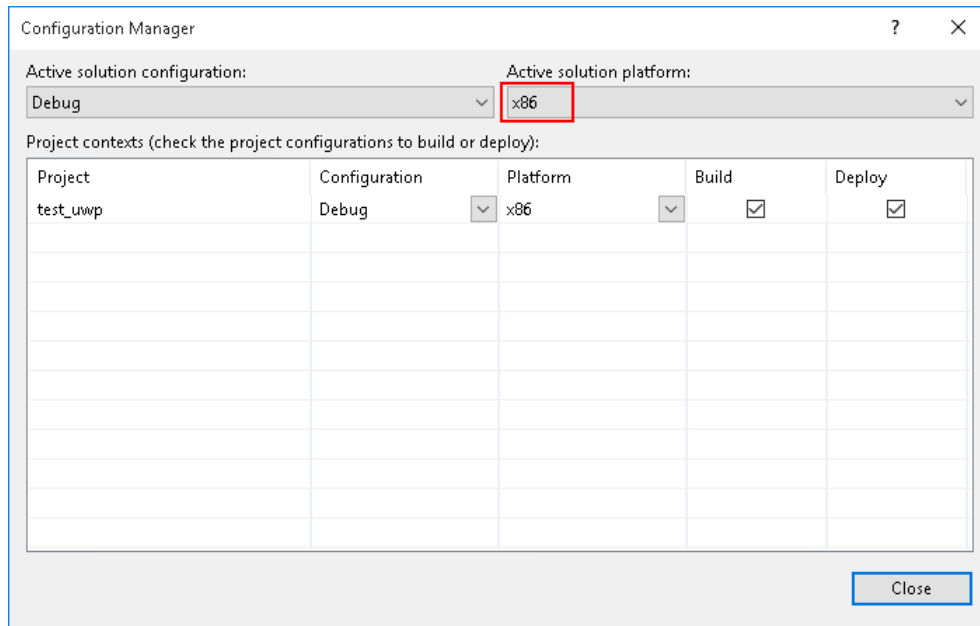 Configuration Manager
?
Active solution configuration: Active solution platform:
Debug x86
Project contexts (check the project configurations to build or deploy):
Project Configuration Platform Build Deploy
test_uwp Debug x86
Close